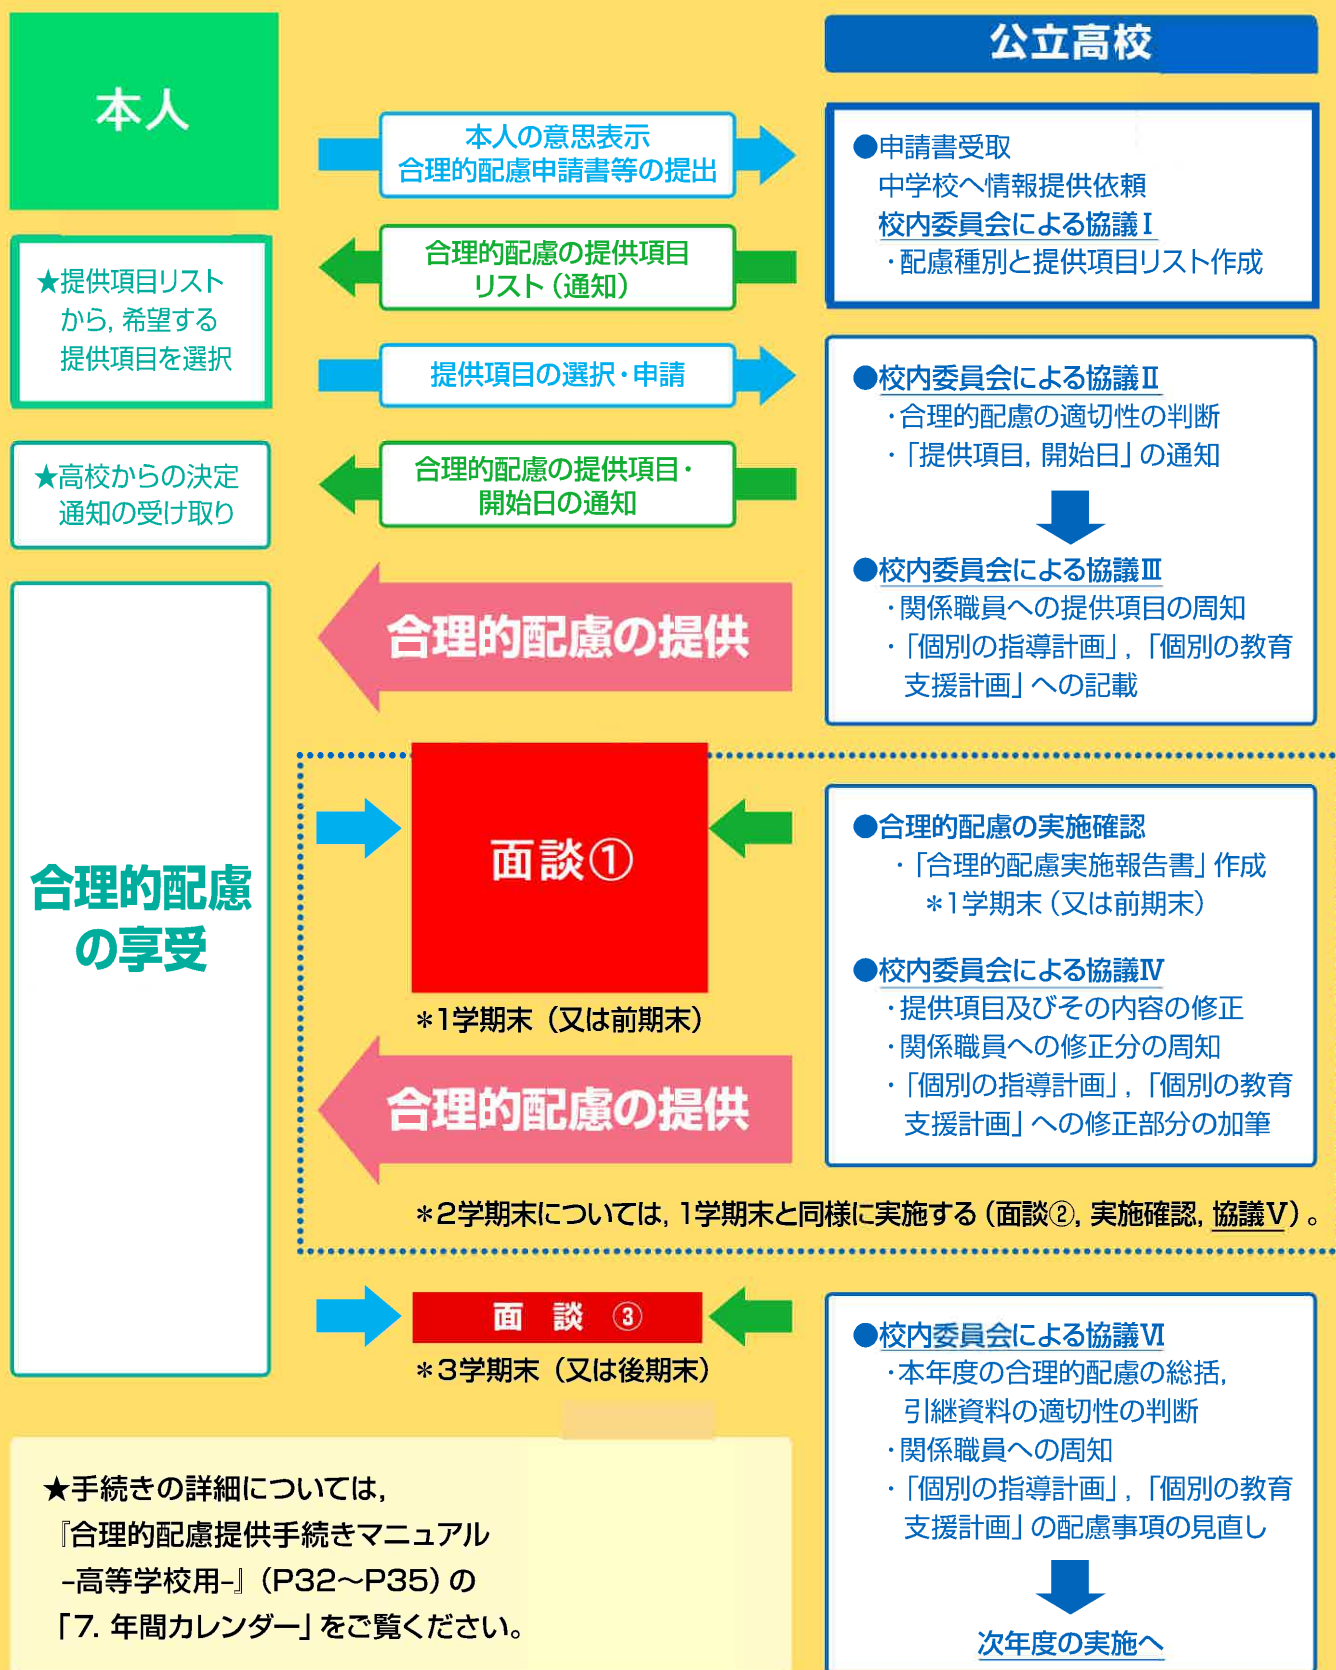 本人
公立高校
本人の意思表示
合理的配慮申請書等の提出
●申請書受取
中学校へ情報提供依頼
校内委員会による協議Ⅰ
・配慮種別と提供項目リスト作成
合理的配慮の提供項目
リスト（通知）
★提供項目リスト
から，希望する
提供項目を選択
提供項目の選択・申請
●校内委員会による協議Ⅱ
・合理的配慮の適切性の判断
・「提供項目，開始日」の通知
合理的配慮の提供項目・
開始日の通知
★高校からの決定
通知の受け取り
●校内委員会による協議Ⅲ
・関係職員への提供項目の周知
・「個別の指導計画」，「個別の教育
支援計画」への記載
合理的配慮の提供
合理的配慮
の享受
面談①
＊1学期末（又は前期末）
●合理的配慮の実施確認
・「合理的配慮実施報告書」作成
＊1学期末（又は前期末）
●校内委員会による協議Ⅳ
・提供項目及びその内容の修正
・関係職員への修正分の周知
・「個別の指導計画」，「個別の教育
支援計画」への修正部分の加筆
合理的配慮の提供
＊2学期末については，1学期末と同様に実施する（面談②，実施確認，協議Ⅴ）。
面 談 ③
＊3学期末（又は後期末）
●校内委員会による協議Ⅵ
・本年度の合理的配慮の総括，
引継資料の適切性の判断
・関係職員への周知
・「個別の指導計画」，「個別の教育
支援計画」の配慮事項の見直し
次年度の実施へ
★手続きの詳細については，
『合理的配慮提供手続きマニュアル
−高等学校用−』（P32〜P35）の
「7. 年間カレンダー」をご覧ください。